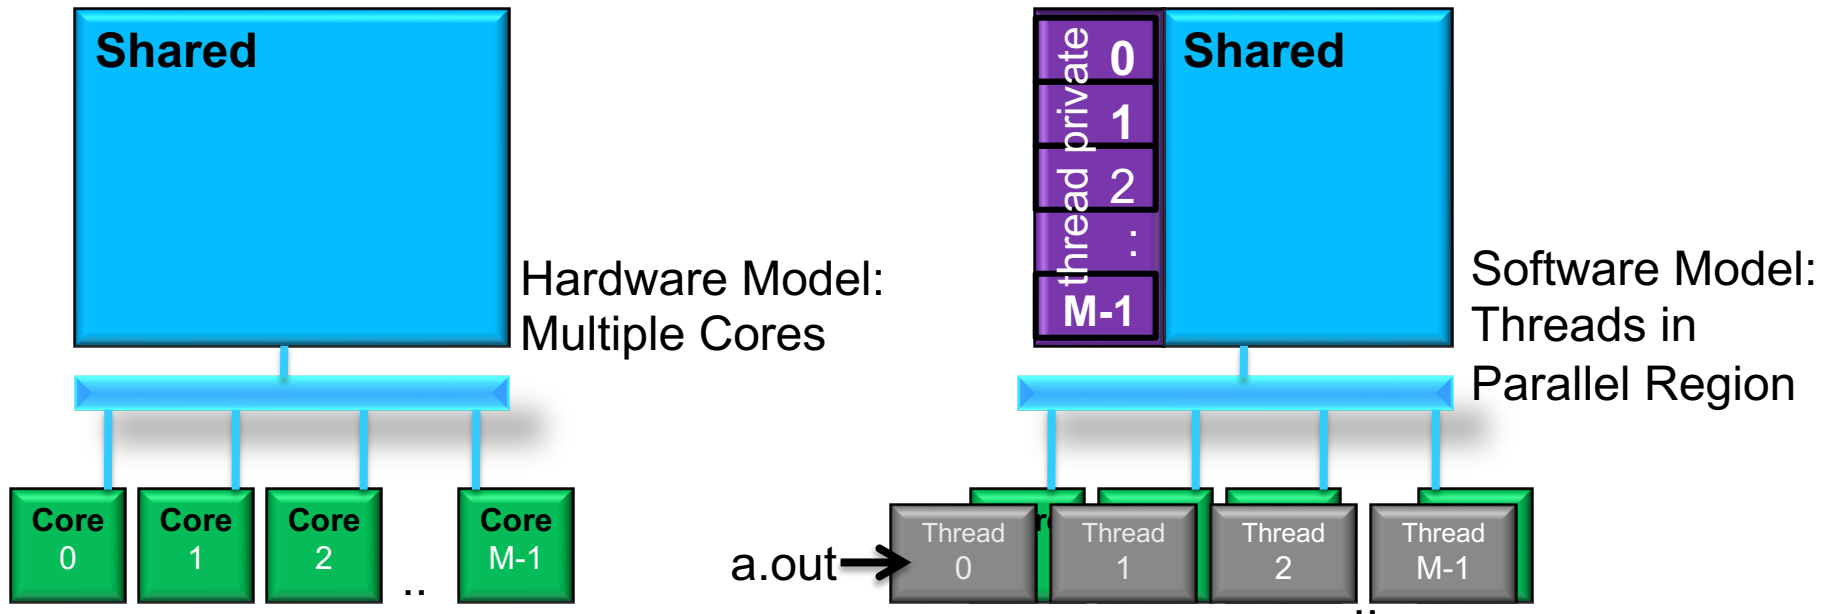 Shared
Hardware Model:
Multiple Cores
Core
0
Core
1
Core
2
..
Core
M-1
thread private
0
1
2
:
M-1
Shared
Software Model:
Threads in
Parallel Region
a.out
Thread
0
Thread
1
Thread
2
..
Thread
M-1